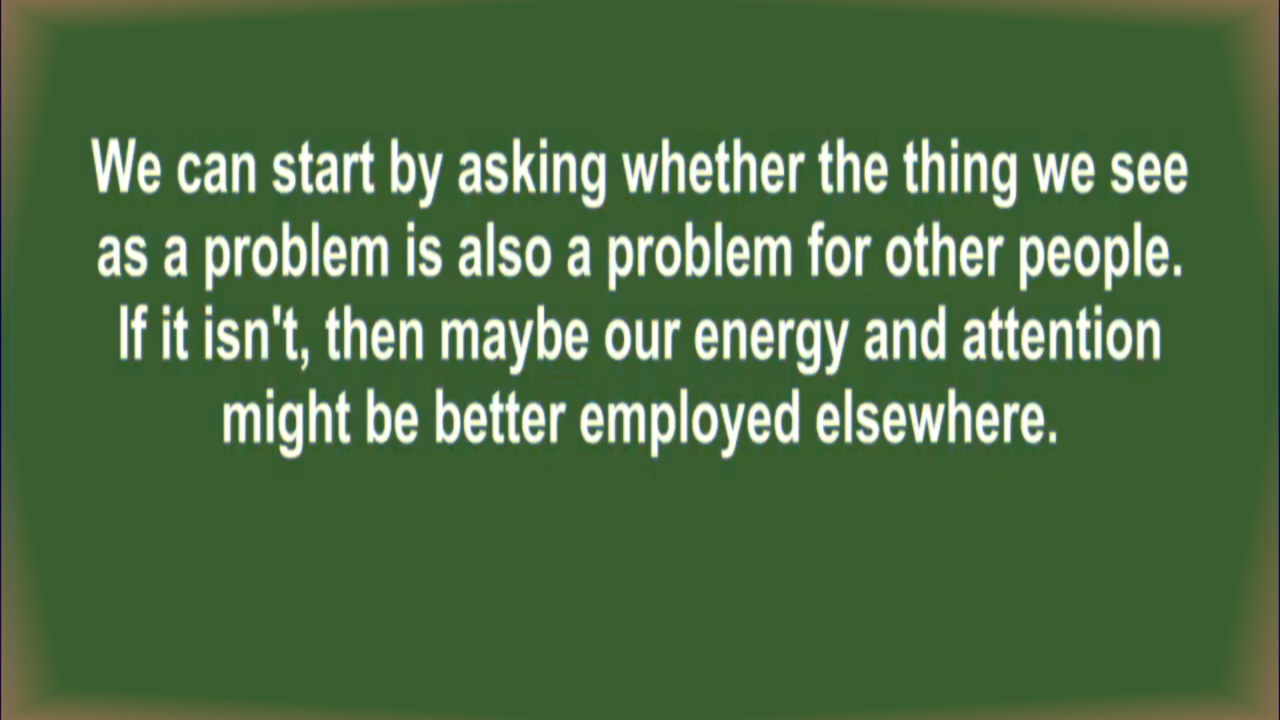 We can start by asking whether the thing we see
as a problem is also a problem for other people.
If it isn't, then maybe our energy and attention
might be better employed elsewhere.